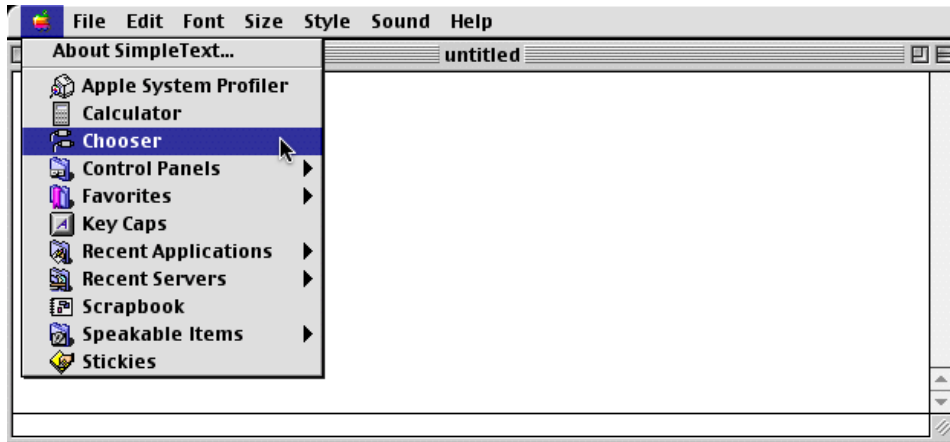 File Edit Font Size Style Sound Help
untitled
About SimpleText...
Apple System Profiler
Calculator
Chooser
Control Panels
Favorites
Key Caps
Recent Applications
Recent Servers
Scrapbook
Speakable Items
Stickies